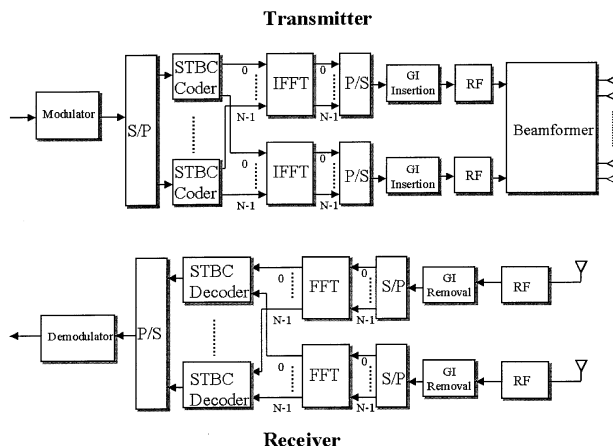 Transmitter
STBC
Coder
0
IFFT
0
P/S
GI
Insertion
RF
N-1
N-1
Modulator
S/P
Beamformer
STBC
Coder
0
IFFT
0
P/S
GI
Insertion
RF
N-1
N-1
STBC
Decoder
0
FFT
0
S/P
GI
Removal
RF
N-1
N-1
Demodulator
P/S
STBC
Decoder
0
FFT
0
S/P
GI
Removal
RF
N-1
N-1
Receiver